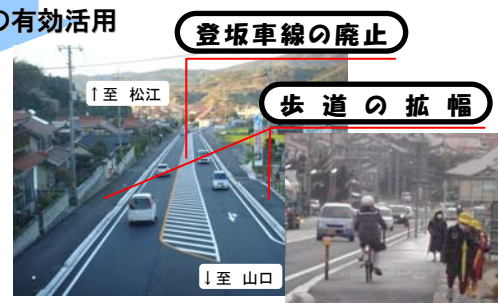 の有効活用
登坂車線の廃止
↑至 松江
歩道の拡幅
↓至 山口